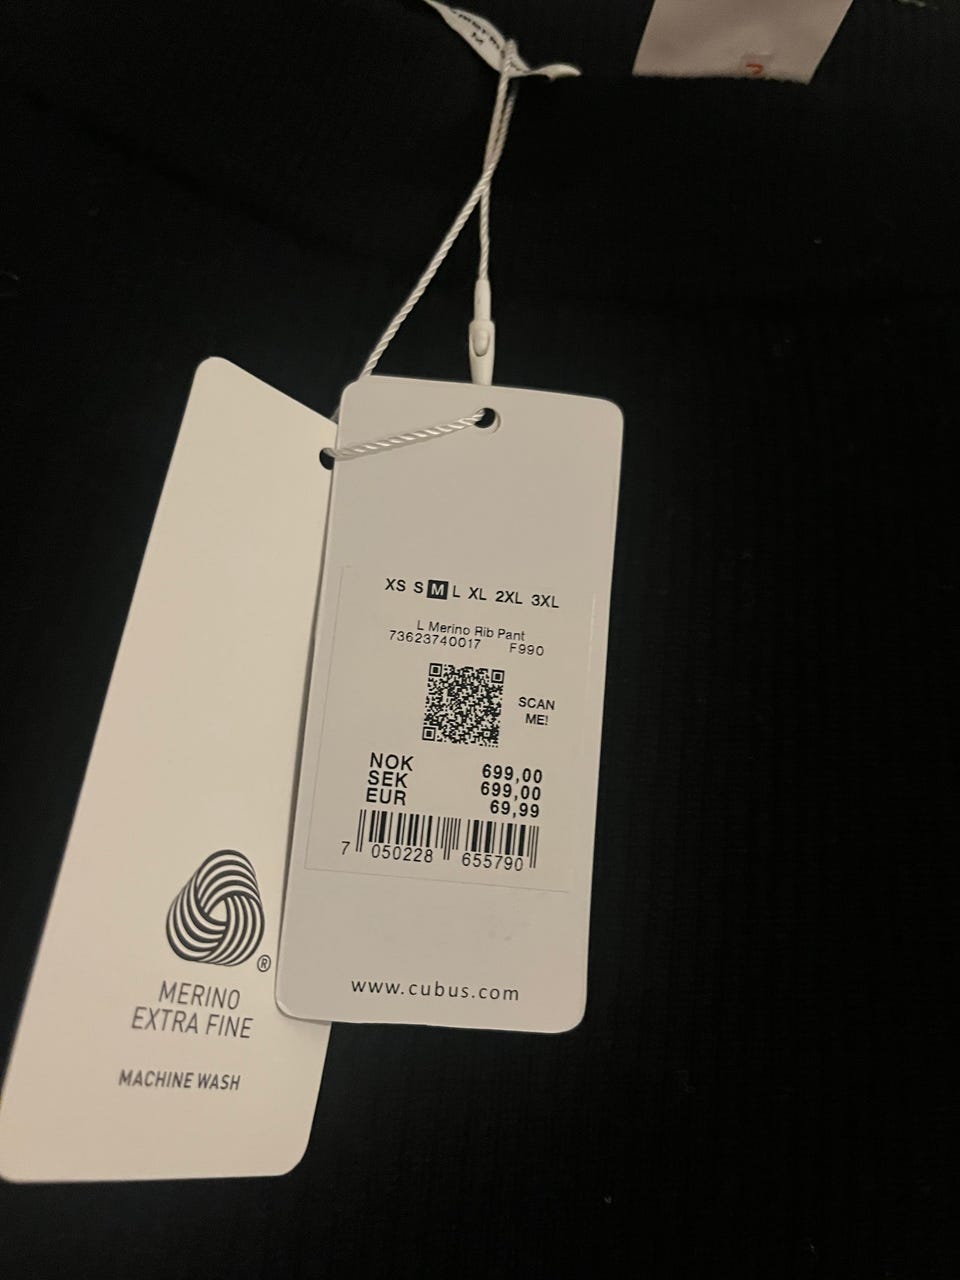 M
XS S M L XL 2XL 3XL
L Merino Rib Pant
73623740017 F990
SCAN
ME!
NOK 699,00
SEK 699,00
EUR 69,99
7 050228 655790
www.cubus.com
®
MERINO
EXTRA FINE
MACHINE WASH